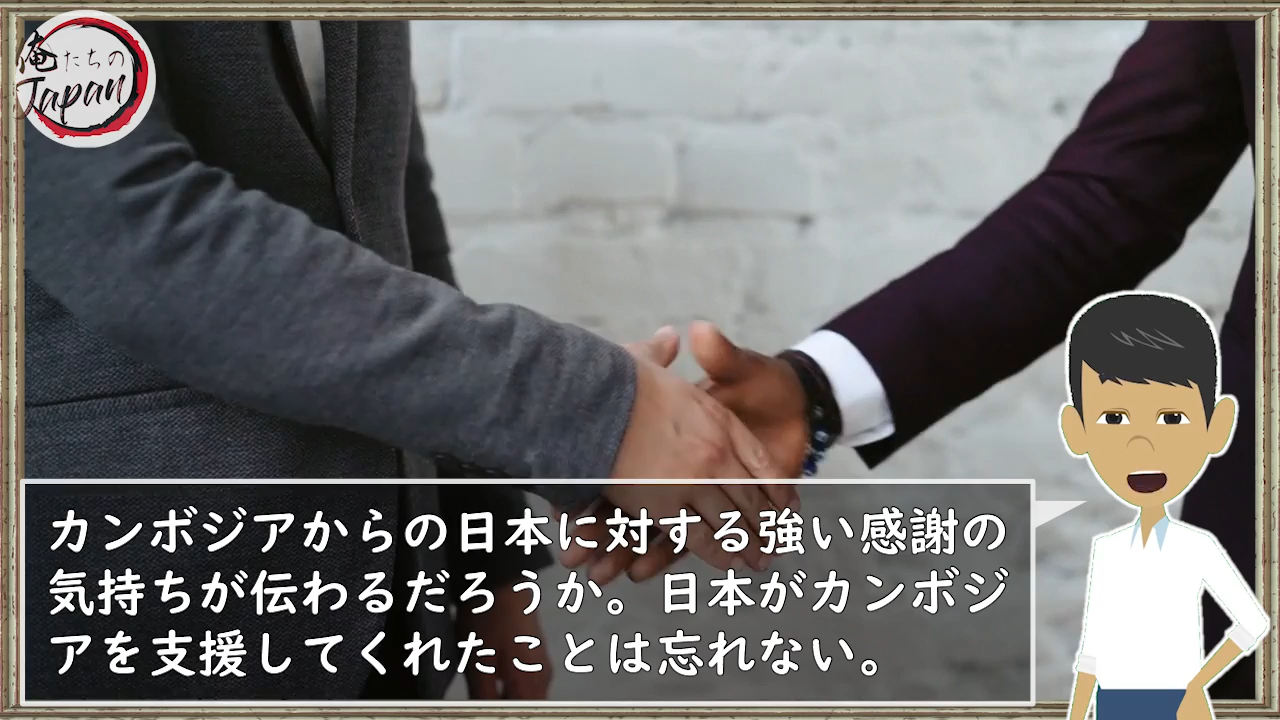 俺たちの
Japan
カンボジアからの日本に対する強い感謝の
気持ちが伝わるだろうか。日本がカンボジ
アを支援してくれたことは忘れない。